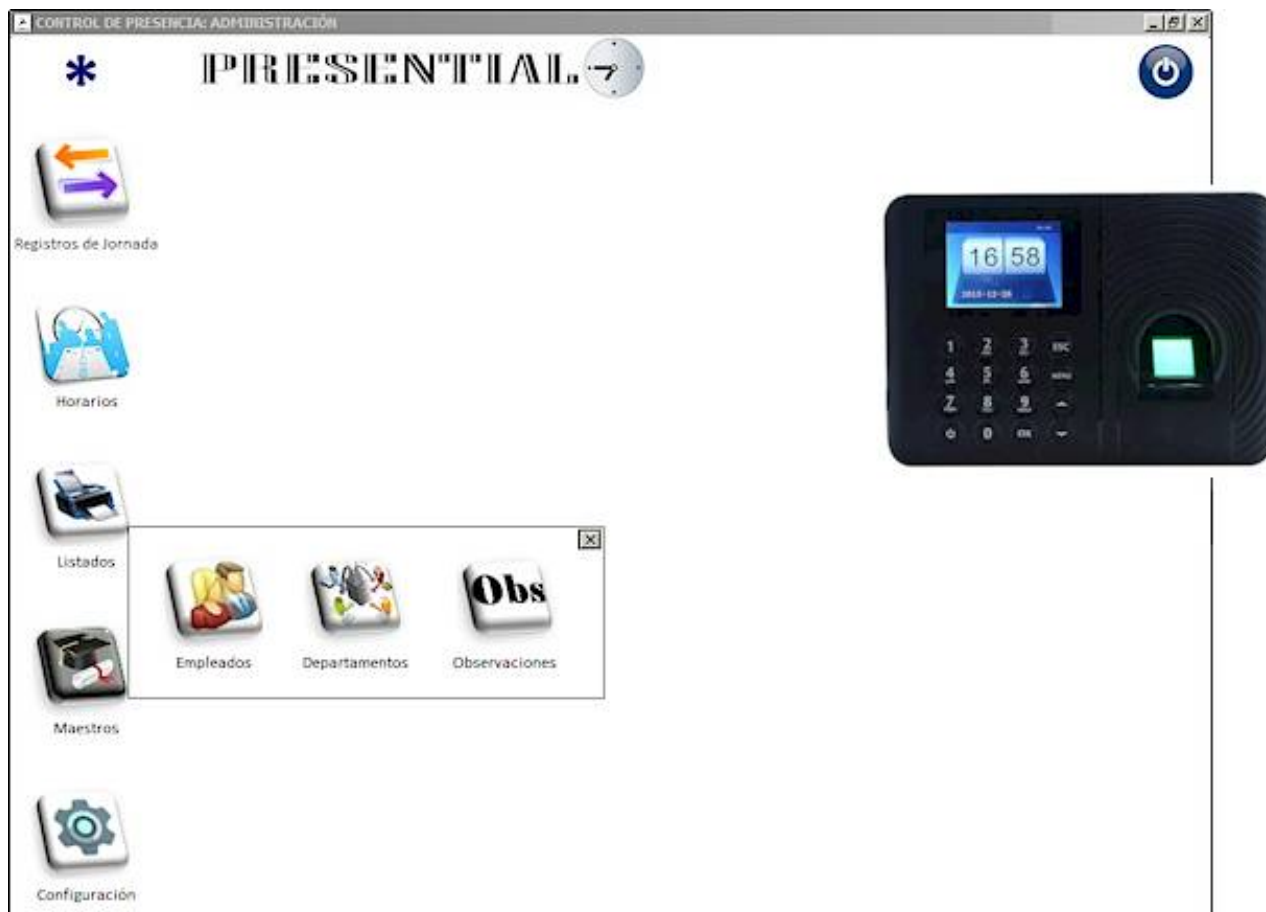 CONTROL DE PRESENCIA: ADMINISTRACIÓN
*
PRESENTIAL
Registros de Jornada
16 58
1 2 3 ESC
4 5 6 MENU
7 8 9
0 OK
Horarios
Listados
Obs
Empleados Departamentos Observaciones
Maestros
Configuración